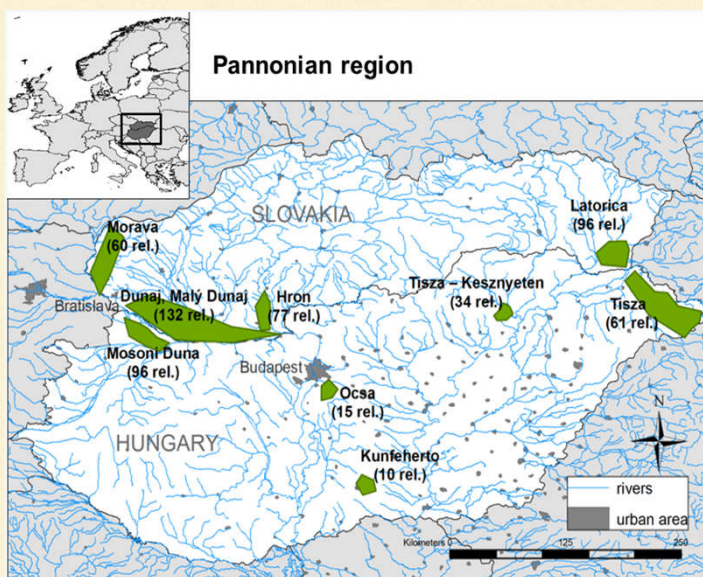 Pannonian region
SLOVAKIA
Latorica
(96 rel.)
Morava
(60 rel.)
Dunaj, Malý Dunaj
(132 rel.)
Hron
(77 rel.)
Tisza – Kesznyeten
(34 rel.)
Tisza
(61 rel.)
Bratislava
Mosoni Duna
(96 rel.)
Budapest
Ocsa
(15 rel.)
HUNGARY
Kunfeherto
(10 rel.)
N
rivers
urban area
Kilometers 0 125 250